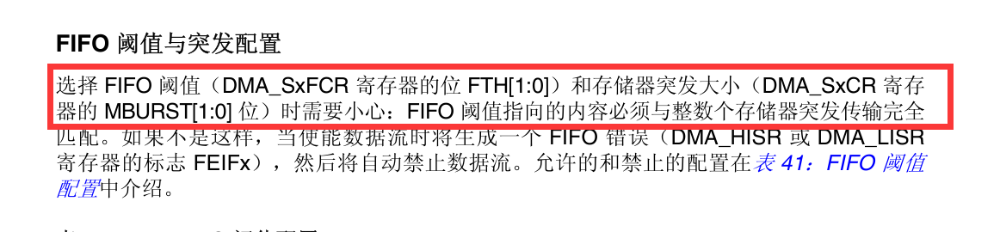 FIFO 阈值与突发配置
选择 FIFO 阈值（DMA_SxFCR 寄存器的位 FTH[1:0]）和存储器突发大小（DMA_SxCR 寄存
器的 MBURST[1:0] 位）时需要小心：FIFO 阈值指向的内容必须与整数个存储器突发传输完全
匹配。如果不是这样，当使能数据流时将生成一个 FIFO 错误（DMA_HISR 或 DMA_LISR
寄存器的标志 FEIFx），然后将自动禁止数据流。允许的和禁止的配置在表 41：FIFO 阈值
配置中介绍。